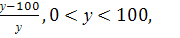 y−100
y , 0 < y < 100,